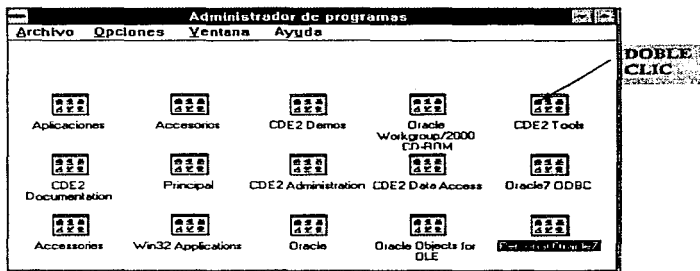 Administrador de programas
Archivo Opciones Ventana Ayuda
DOBLE
CLIC
Aplicaciones Accesorios CDE2 Demos Oracle Workgroup/2000 CD-ROM CDE2 Tools
CDE2 Documentation Principal CDE2 Administration CDE2 Data Access Oracle7 ODBC
Accessories Win32 Applications Oracle Oracle Objects for OLE Personal Oracle7